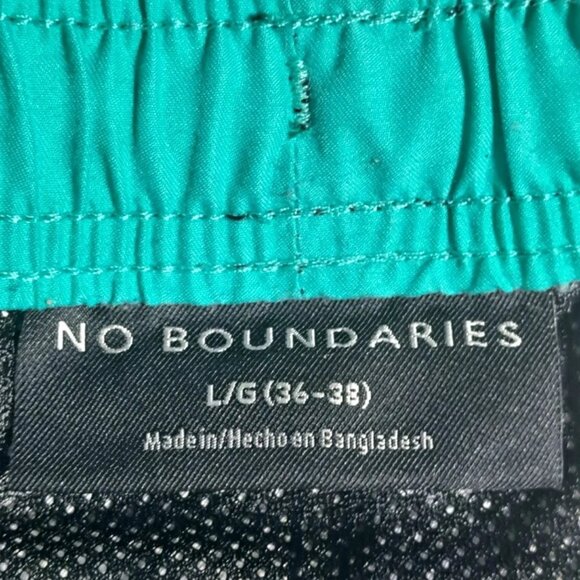 NO BOUNDARIES
L/G (36-38)
Made in/Hecho en Bangladesh